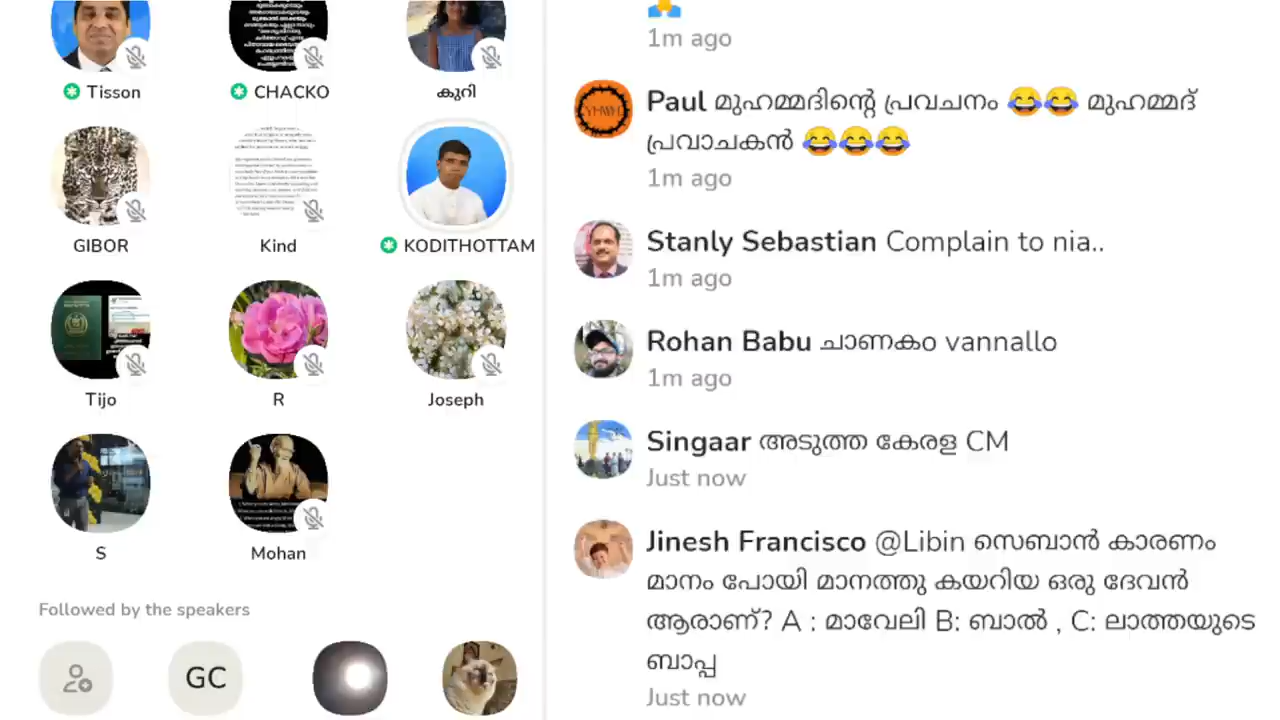 Tisson
CHACKO
കുറി
GIBOR
Kind
KODITHOTTAM
Tijo
R
Joseph
S
Mohan
Followed by the speakers
GC
1m ago
Paul മുഹമ്മദിന്റെ പ്രവചനം 😂😂 മുഹമ്മദ്
പ്രവാചകൻ 😂😂😂
1m ago
Stanly Sebastian Complain to nia..
1m ago
Rohan Babu ചാണകം vannallo
1m ago
Singaar അടുത്ത കേരള CM
Just now
Jinesh Francisco @Libin സെബാൻ കാരണം
മാനം പോയി മാനത്തു കയറിയ ഒരു ദേവൻ
ആരാണ്? A : മാവേലി B: ബാൽ , C: ലാത്തയുടെ
ബാപ്പ
Just now